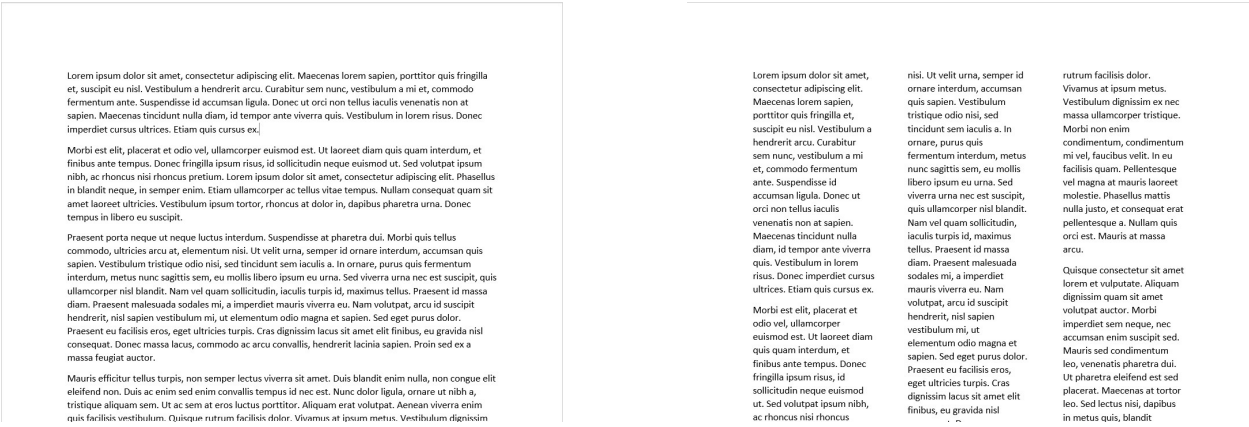 Lorem ipsum dolor sit amet, consectetur adipiscing elit. Maecenas lorem sapien, porttitor quis fringilla
et, suscipit eu nisl. Vestibulum a hendrerit arcu. Curabitur sem nunc, vestibulum a mi et, commodo
fermentum ante. Suspendisse id accumsan ligula. Donec ut orci non tellus iaculis venenatis non at
sapien. Maecenas tincidunt nulla diam, id tempor ante viverra quis. Vestibulum in lorem risus. Donec
imperdiet cursus ultrices. Etiam quis cursus ex.
Morbi est elit, placerat et odio vel, ullamcorper euismod est. Ut laoreet diam quis quam interdum, et
finibus ante tempus. Donec fringilla ipsum risus, id sollicitudin neque euismod ut. Sed volutpat ipsum
nibh, ac rhoncus nisi rhoncus pretium. Lorem ipsum dolor sit amet, consectetur adipiscing elit. Phasellus
in blandit neque, in semper enim. Etiam ullamcorper ac tellus vitae tempus. Nullam consequat quam sit
amet laoreet ultricies. Vestibulum ipsum tortor, rhoncus at dolor in, dapibus pharetra urna. Donec
tempus in libero eu suscipit.
Praesent porta neque ut neque luctus interdum. Suspendisse at pharetra dui. Morbi quis tellus
commodo, ultricies arcu at, elementum nisi. Ut velit urna, semper id ornare interdum, accumsan quis
sapien. Vestibulum tristique odio nisi, sed tincidunt sem iaculis a. In ornare, purus quis fermentum
interdum, metus nunc sagittis sem, eu mollis libero ipsum eu urna. Sed viverra urna nec est suscipit, quis
ullamcorper nisl blandit. Nam vel quam sollicitudin, iaculis turpis id, maximus tellus. Praesent id massa
diam. Praesent malesuada sodales mi, a imperdiet mauris viverra eu. Nam volutpat, arcu id suscipit
hendrerit, nisl sapien vestibulum mi, ut elementum odio magna et sapien. Sed eget purus dolor.
Praesent eu facilisis eros, eget ultricies turpis. Cras dignissim lacus sit amet elit finibus, eu gravida nisl
consequat. Donec massa lacus, commodo ac arcu convallis, hendrerit lacinia sapien. Proin sed ex a
massa feugiat auctor.
Mauris efficitur tellus turpis, non semper lectus viverra sit amet. Duis blandit enim nulla, non congue elit
eleifend non. Duis ac enim sed enim convallis tempus id nec est. Nunc dolor ligula, ornare ut nibh a,
tristique aliquam sem. Ut ac sem at eros luctus porttitor. Aliquam erat volutpat. Aenean viverra enim
quis facilisis vestibulum. Quisque rutrum facilisis dolor. Vivamus at ipsum metus. Vestibulum dignissim
Lorem ipsum dolor sit amet,
consectetur adipiscing elit.
Maecenas lorem sapien,
porttitor quis fringilla et,
suscipit eu nisl. Vestibulum a
hendrerit arcu. Curabitur
sem nunc, vestibulum a mi
et, commodo fermentum
ante. Suspendisse id
accumsan ligula. Donec ut
orci non tellus iaculis
venenatis non at sapien.
Maecenas tincidunt nulla
diam, id tempor ante viverra
quis. Vestibulum in lorem
risus. Donec imperdiet cursus
ultrices. Etiam quis cursus ex.
Morbi est elit, placerat et
odio vel, ullamcorper
euismod est. Ut laoreet diam
quis quam interdum, et
finibus ante tempus. Donec
fringilla ipsum risus, id
sollicitudin neque euismod
ut. Sed volutpat ipsum nibh,
ac rhoncus nisi rhoncus
nisi. Ut velit urna, semper id
ornare interdum, accumsan
quis sapien. Vestibulum
tristique odio nisi, sed
tincidunt sem iaculis a. In
ornare, purus quis
fermentum interdum, metus
nunc sagittis sem, eu mollis
libero ipsum eu urna. Sed
viverra urna nec est suscipit,
quis ullamcorper nisl blandit.
Nam vel quam sollicitudin,
iaculis turpis id, maximus
tellus. Praesent id massa
diam. Praesent malesuada
sodales mi, a imperdiet
mauris viverra eu. Nam
volutpat, arcu id suscipit
hendrerit, nisl sapien
vestibulum mi, ut
elementum odio magna et
sapien. Sed eget purus dolor.
Praesent eu facilisis eros,
eget ultricies turpis. Cras
dignissim lacus sit amet elit
finibus, eu gravida nisl
rutrum facilisis dolor.
Vivamus at ipsum metus.
Vestibulum dignissim ex nec
massa ullamcorper tristique.
Morbi non enim
condimentum, condimentum
mi vel, faucibus velit. In eu
facilisis quam. Pellentesque
vel magna at mauris laoreet
molestie. Phasellus mattis
nulla justo, et consequat erat
pellentesque a. Nullam quis
orci est. Mauris at massa
arcu.
Quisque consectetur sit amet
lorem et vulputate. Aliquam
dignissim quam sit amet
volutpat auctor. Morbi
imperdiet sem neque, nec
accumsan enim suscipit sed.
Mauris sed condimentum
leo, venenatis pharetra dui.
Ut pharetra eleifend est sed
placerat. Maecenas at tortor
leo. Sed lectus nisi, dapibus
in metus quis, blandit